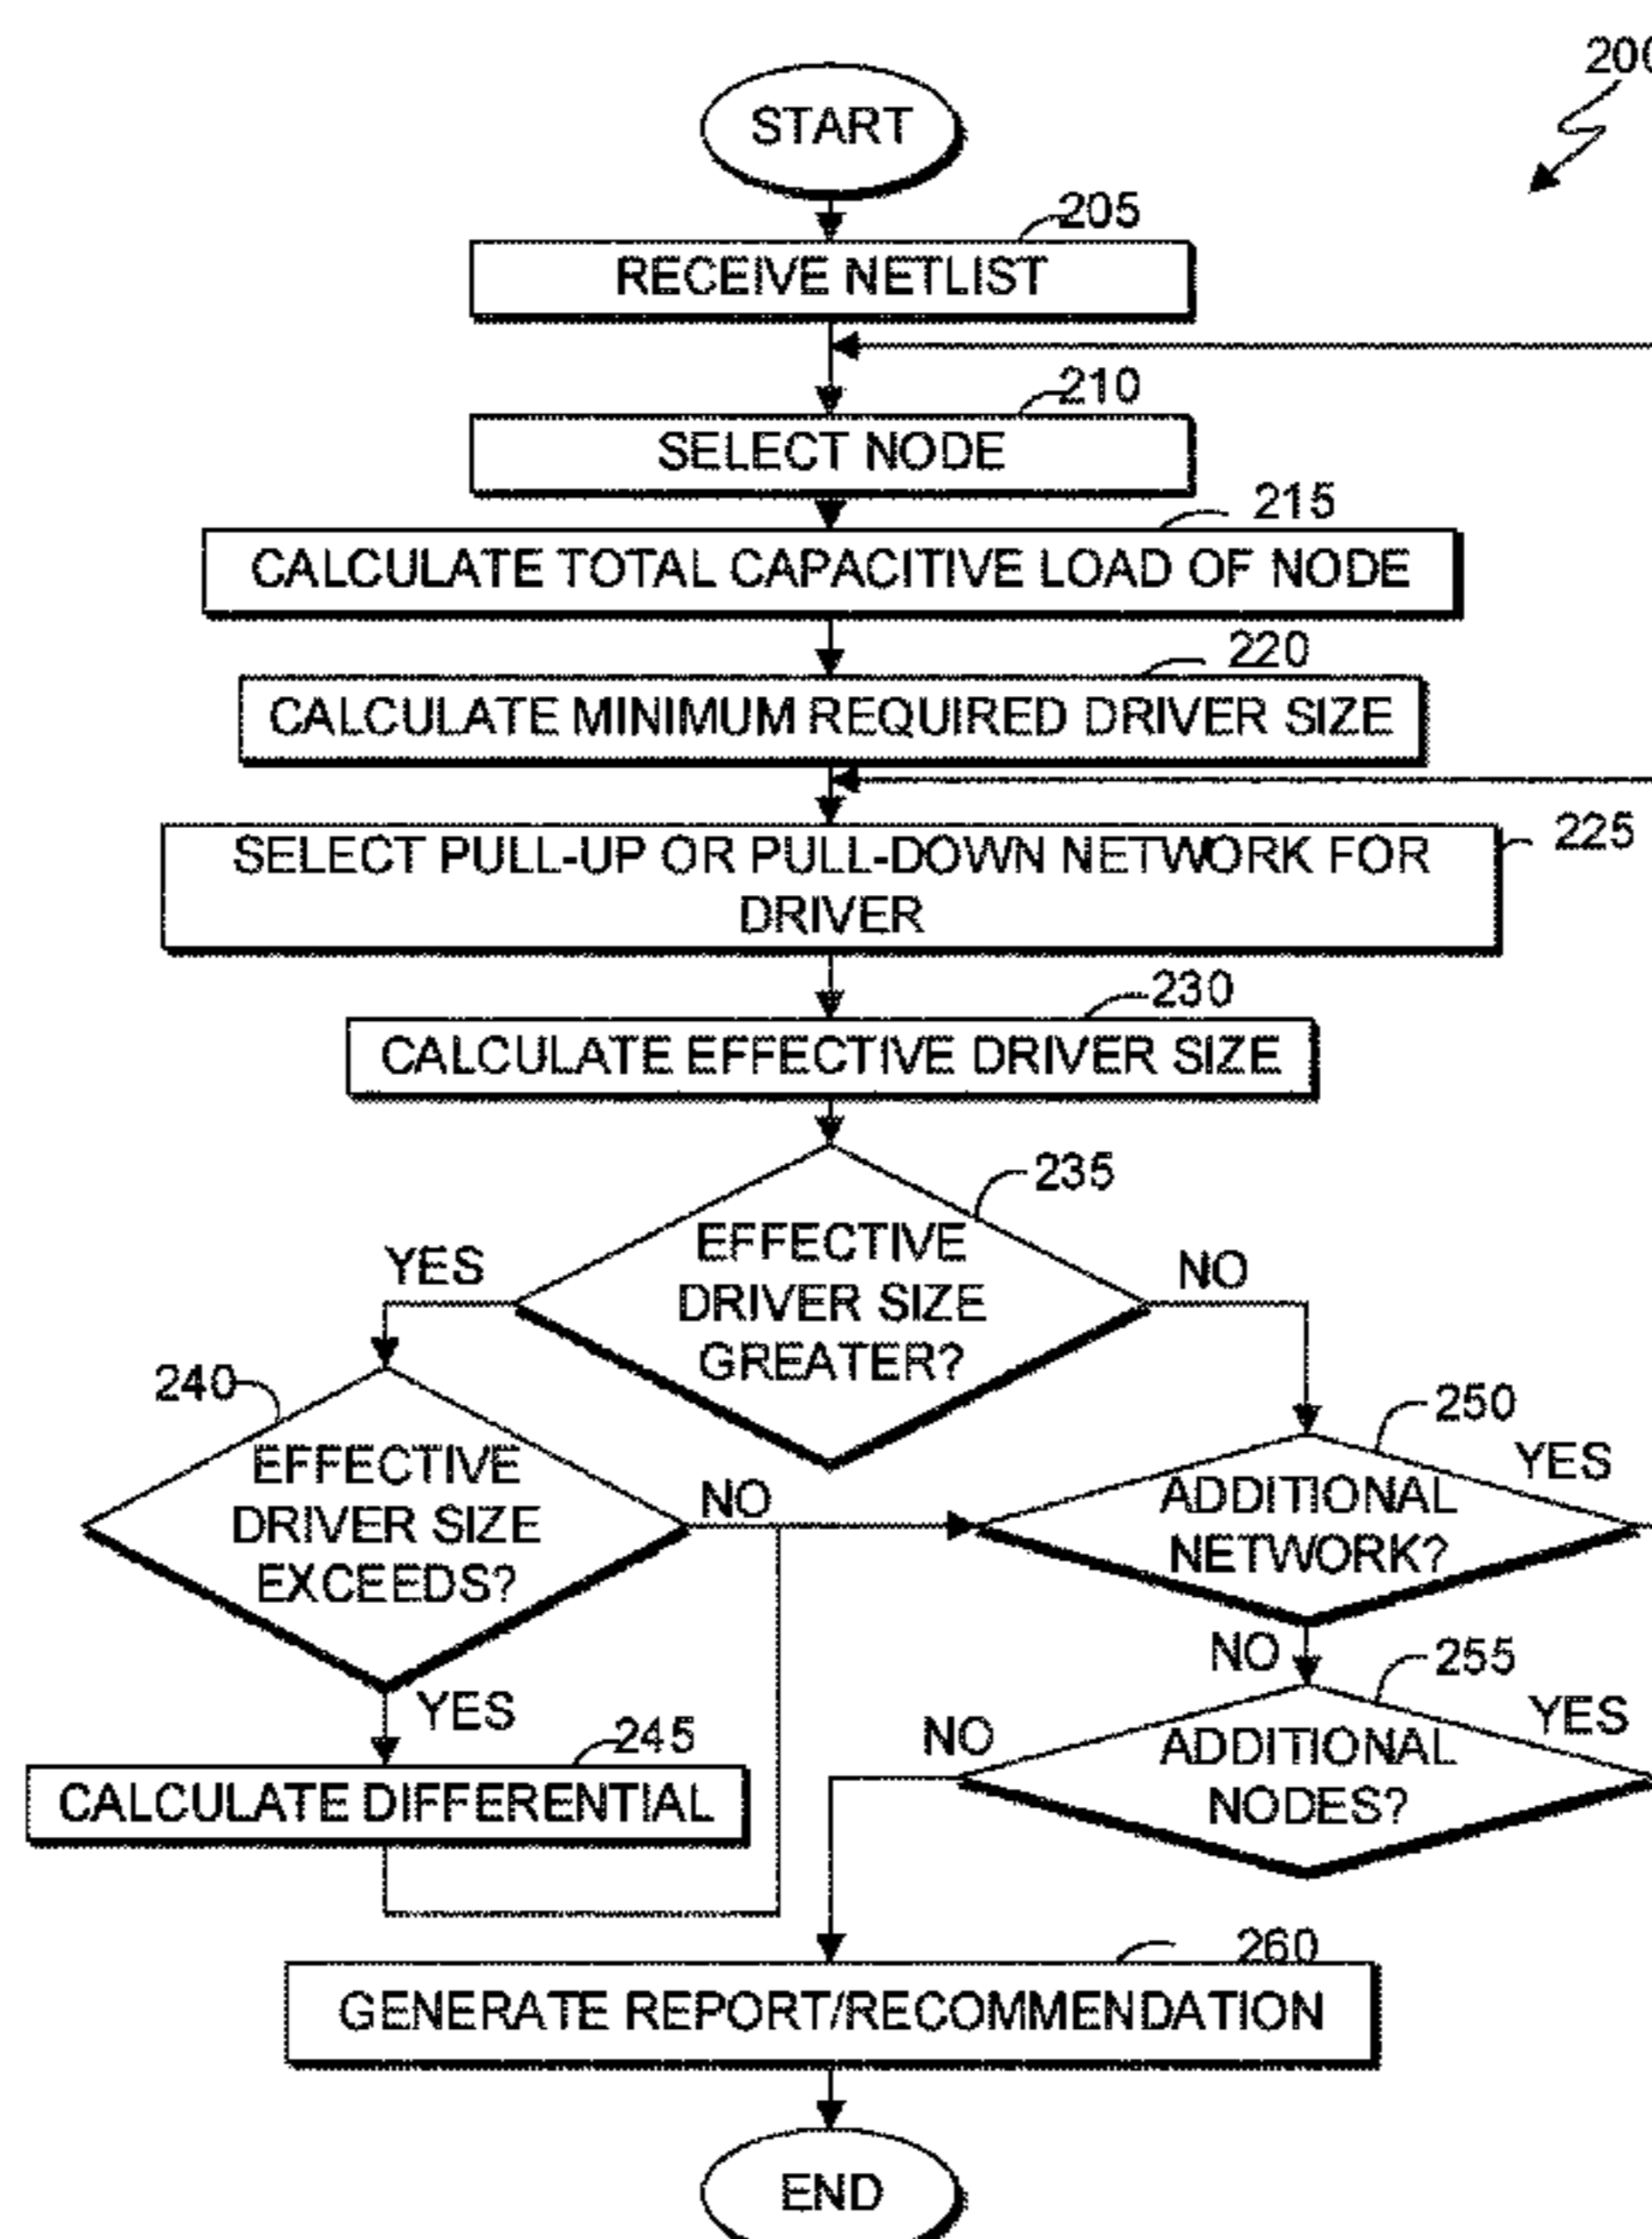 200
START
205
RECEIVE NETLIST
210
SELECT NODE
215
CALCULATE TOTAL CAPACITIVE LOAD OF NODE
220
CALCULATE MINIMUM REQUIRED DRIVER SIZE
225
SELECT PULL-UP OR PULL-DOWN NETWORK FOR
DRIVER
230
CALCULATE EFFECTIVE DRIVER SIZE
235
EFFECTIVE
DRIVER SIZE
GREATER?
YES
NO
240
EFFECTIVE
DRIVER SIZE
EXCEEDS?
NO
YES
250
ADDITIONAL
NETWORK?
YES
NO
245
CALCULATE DIFFERENTIAL
255
ADDITIONAL
NODES?
NO
YES
260
GENERATE REPORT/RECOMMENDATION
END